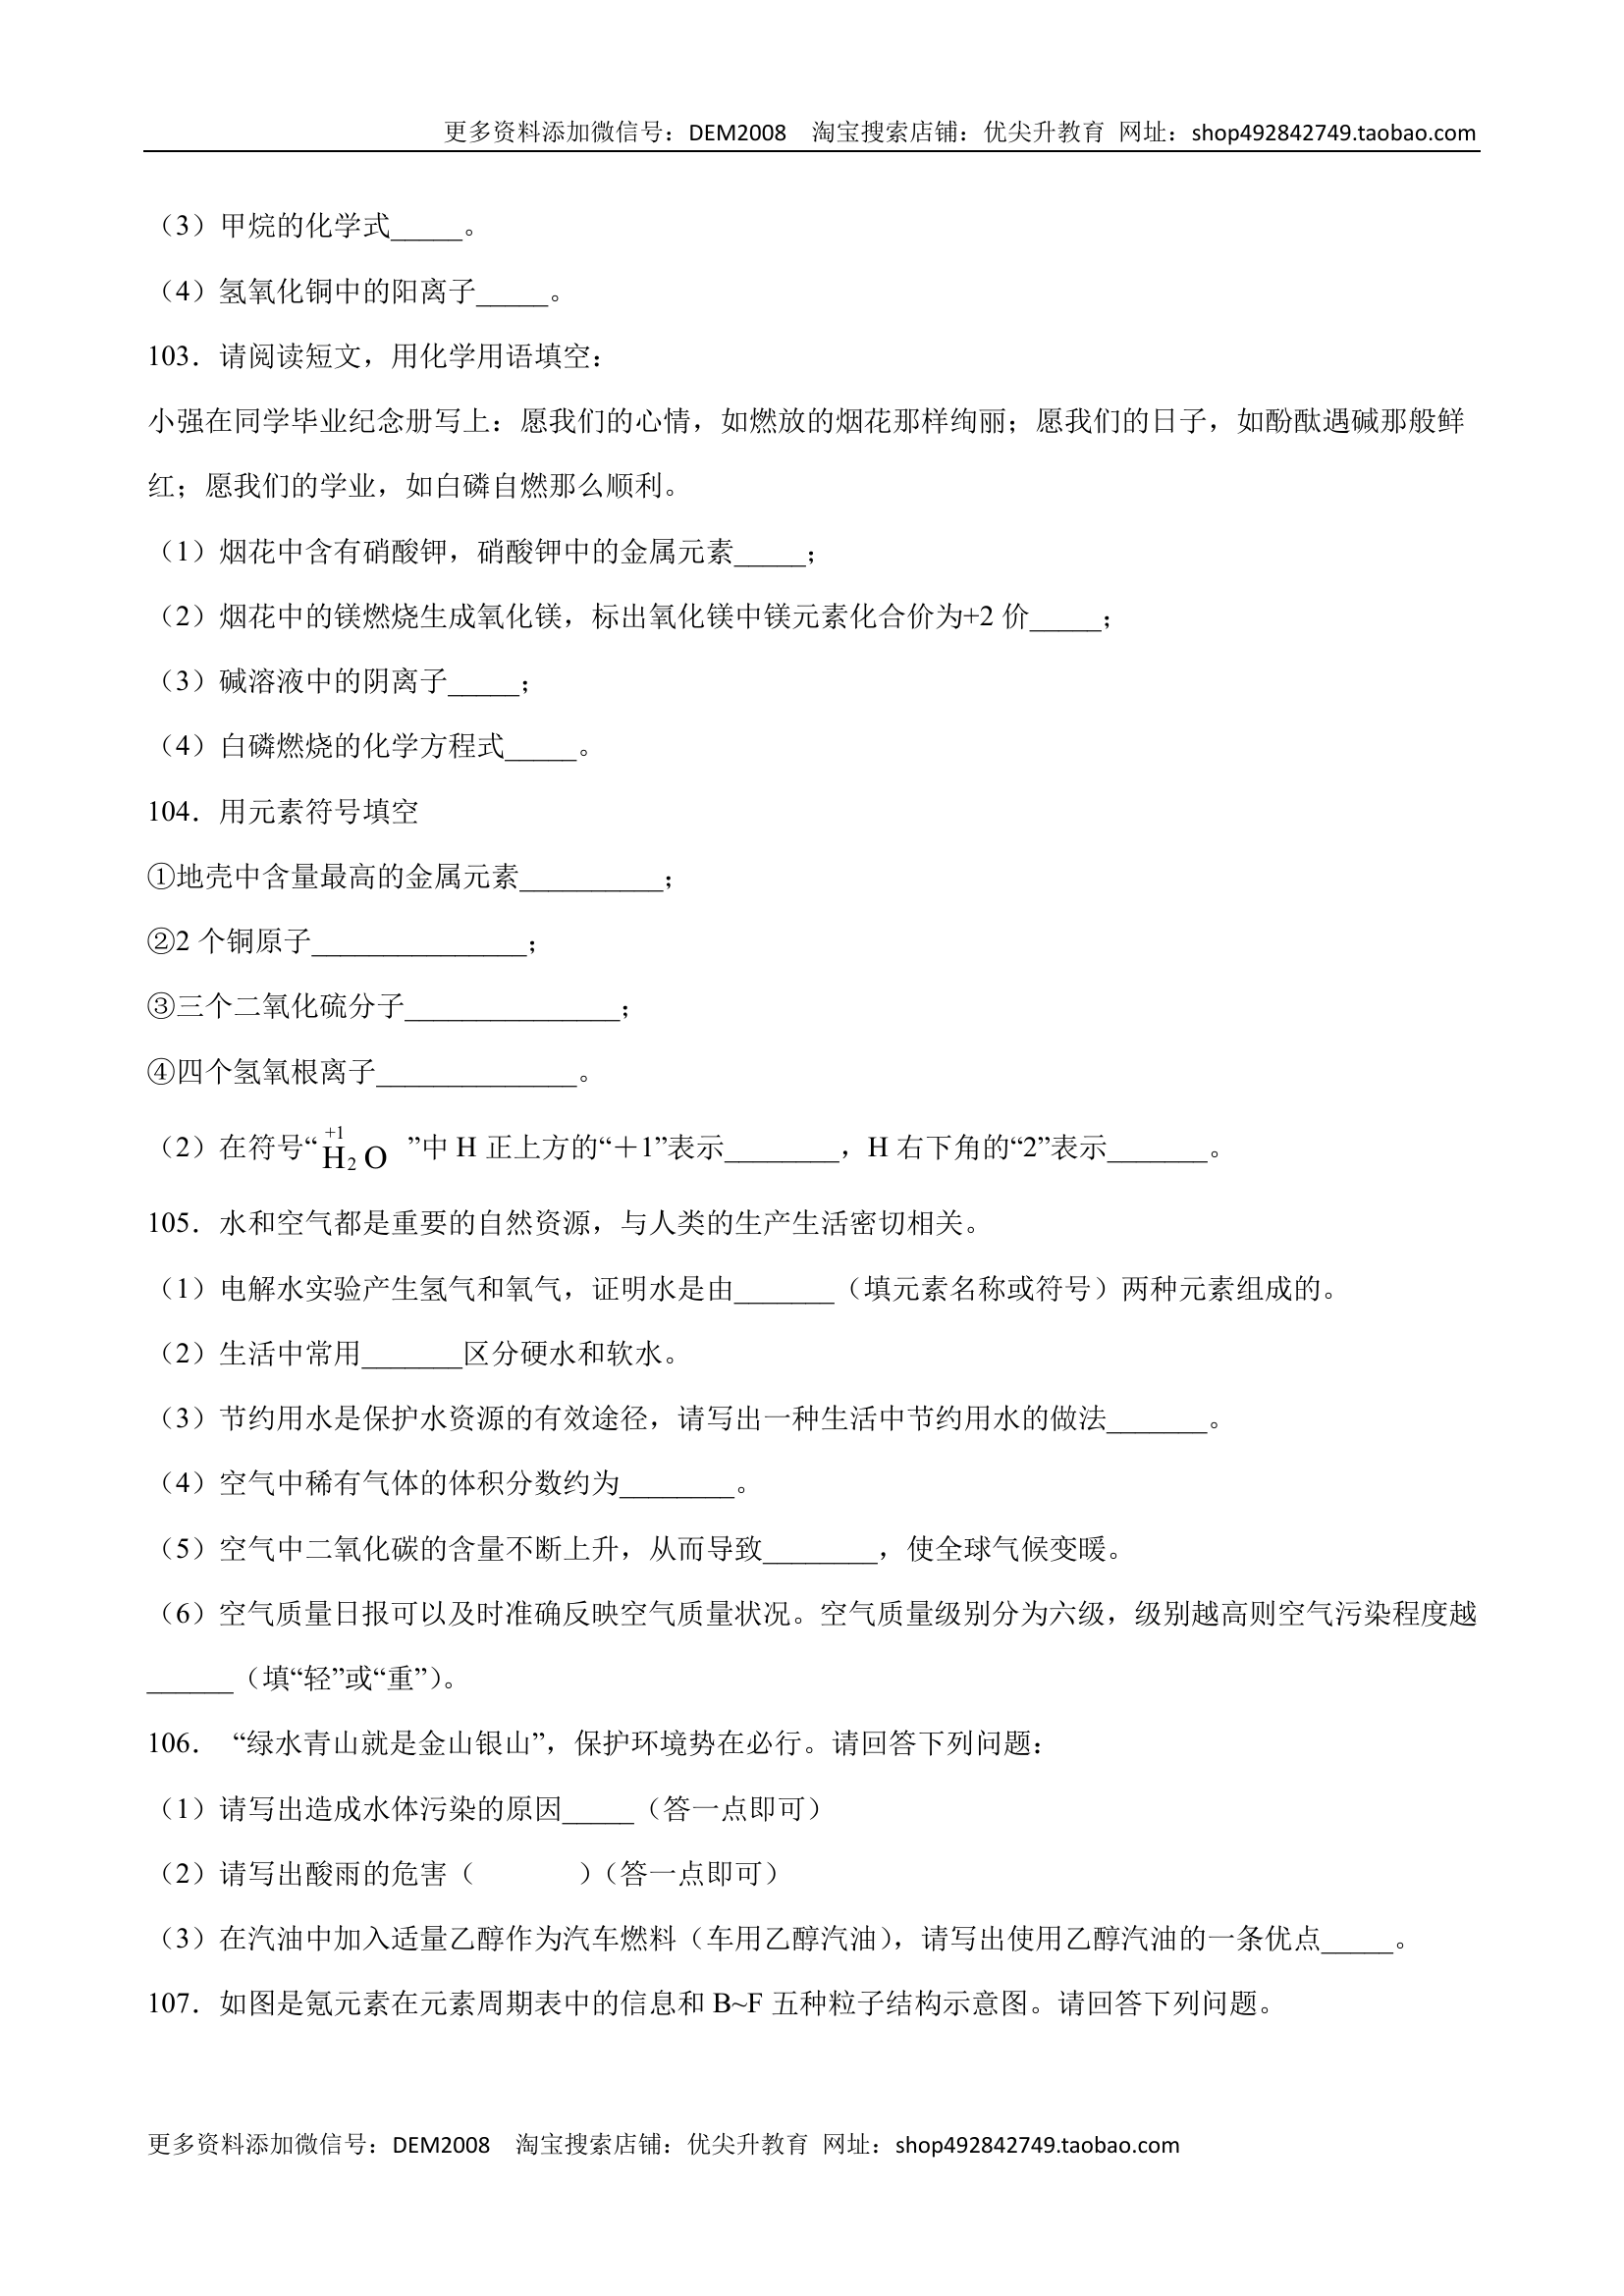 更多资料添加微信号：DEM2008 淘宝搜索店铺：优尖升教育 网址：shop492842749.taobao.com
（3）甲烷的化学式_____。
（4）氢氧化铜中的阳离子_____。
103．请阅读短文，用化学用语填空：
小强在同学毕业纪念册写上：愿我们的心情，如燃放的烟花那样绚丽；愿我们的日子，如酚酞遇碱那般鲜
红；愿我们的学业，如白磷自燃那么顺利。
（1）烟花中含有硝酸钾，硝酸钾中的金属元素_____；
（2）烟花中的镁燃烧生成氧化镁，标出氧化镁中镁元素化合价为+2 价_____；
（3）碱溶液中的阴离子_____；
（4）白磷燃烧的化学方程式_____。
104．用元素符号填空
①地壳中含量最高的金属元素__________；
②2 个铜原子_______________；
③三个二氧化硫分子_______________；
④四个氢氧根离子______________。
（2）在符号“$\overset{+1}{H}_2O$ ”中 H 正上方的“＋1”表示________，H 右下角的“2”表示_______。
105．水和空气都是重要的自然资源，与人类的生产生活密切相关。
（1）电解水实验产生氢气和氧气，证明水是由_______（填元素名称或符号）两种元素组成的。
（2）生活中常用_______区分硬水和软水。
（3）节约用水是保护水资源的有效途径，请写出一种生活中节约用水的做法_______。
（4）空气中稀有气体的体积分数约为________。
（5）空气中二氧化碳的含量不断上升，从而导致________，使全球气候变暖。
（6）空气质量日报可以及时准确反映空气质量状况。空气质量级别分为六级，级别越高则空气污染程度越
______（填“轻”或“重”）。
106． “绿水青山就是金山银山”，保护环境势在必行。请回答下列问题：
（1）请写出造成水体污染的原因_____（答一点即可）
（2）请写出酸雨的危害（ ）（答一点即可）
（3）在汽油中加入适量乙醇作为汽车燃料（车用乙醇汽油），请写出使用乙醇汽油的一条优点_____。
107．如图是氪元素在元素周期表中的信息和 B~F 五种粒子结构示意图。请回答下列问题。
更多资料添加微信号：DEM2008 淘宝搜索店铺：优尖升教育 网址：shop492842749.taobao.com